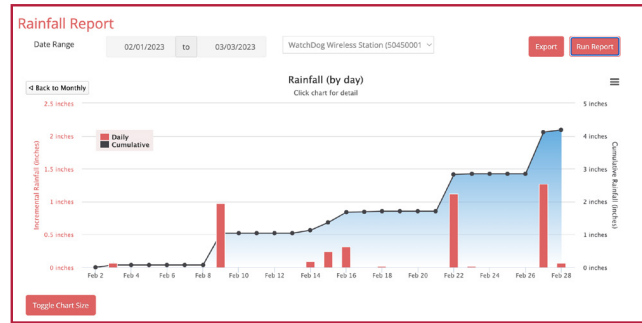 Rainfall Report
Date Range 02/01/2023 to 03/03/2023 WatchDog Wireless Station (50450001 Export Run Report
Rainfall (by day)
Click chart for detail
Back to Monthly
2.5 inches
2 inches
1.5 inches
1 inches
0.5 inches
0 inches
Incremental Rainfall (inches)
Daily
Cumulative
5 inches
4 inches
3 inches
2 inches
1 inches
0 inches
Cumulative Rainfall (inches)
Feb 2 Feb 4 Feb 6 Feb 8 Feb 10 Feb 12 Feb 14 Feb 16 Feb 18 Feb 20 Feb 22 Feb 24 Feb 26 Feb 28
Toggle Chart Size